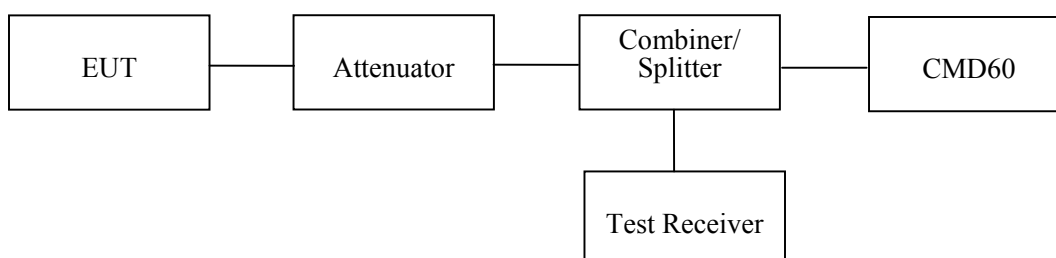 EUT
Attenuator
Combiner/
Splitter
CMD60
Test Receiver